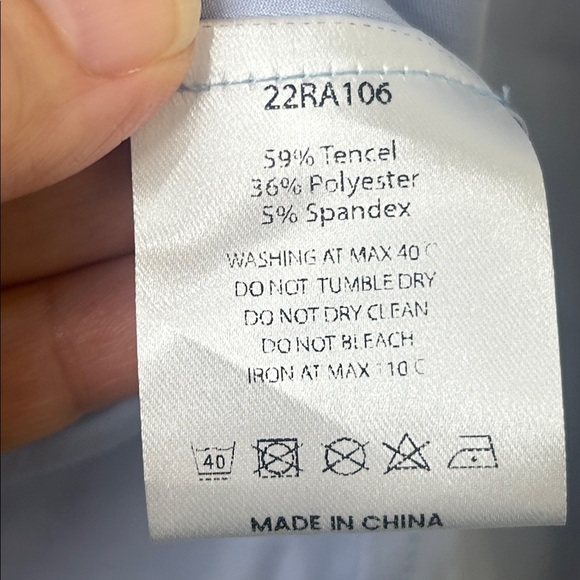 22RA106
59% Tencel
36% Polyester
5% Spandex
WASHING AT MAX 40 C
DO NOT TUMBLE DRY
DO NOT DRY CLEAN
DO NOT BLEACH
IRON AT MAX 110 C
40
MADE IN CHINA